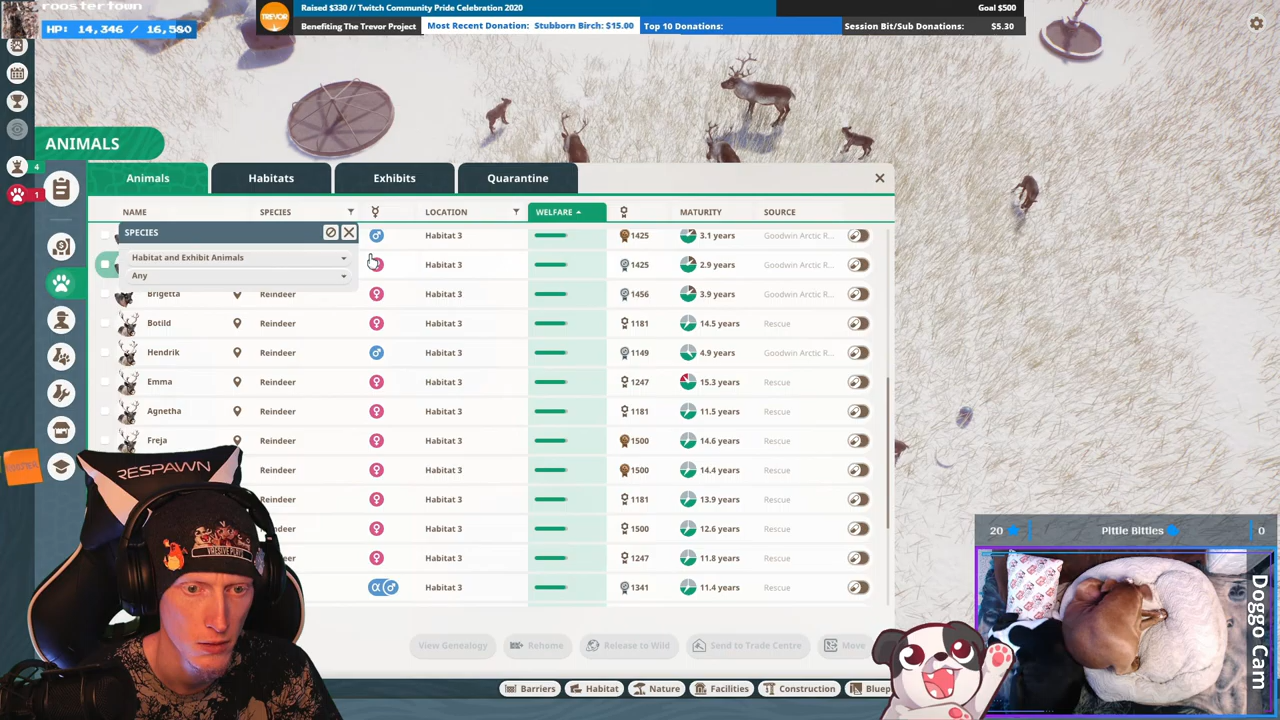 roostertown
HP: 14,346 / 16,500
TREVOR
Raised $330 // Twitch Community Pride Celebration 2020
Goal $500
Benefiting The Trevor Project
Most Recent Donation: Stubborn Birch: $15.00
Top 10 Donations:
Session Bit/Sub Donations: $5.30
4
1
ANIMALS
Animals
Habitats
Exhibits
Quarantine
NAME SPECIES LOCATION WELFARE MATURITY SOURCE
SPECIES
Habitat and Exhibit Animals
Any
1425 3.1 years Goodwin Arctic R...
Habitat 3 1425 2.9 years Goodwin Arctic R...
Brigetta Reindeer Habitat 3 1456 3.9 years Goodwin Arctic R...
Botild Reindeer Habitat 3 1181 14.5 years Rescue
Hendrik Reindeer Habitat 3 1149 4.9 years Goodwin Arctic R...
Emma Reindeer Habitat 3 1247 15.3 years Rescue
Agnetha Reindeer Habitat 3 1181 11.5 years Rescue
Freja Reindeer Habitat 3 1500 14.6 years Rescue
Reindeer Habitat 3 1500 14.4 years Rescue
Reindeer Habitat 3 1181 13.9 years Rescue
Reindeer Habitat 3 1500 12.6 years Rescue
Reindeer Habitat 3 1247 11.8 years Rescue
α Habitat 3 1341 11.4 years Rescue
View Genealogy
Rehome
Release to Wild
Send to Trade Centre
Move
Barriers
Habitat
Nature
Facilities
Construction
Bluep
RESPAWN
20
Pittie Bitties
0
Doggo Cam